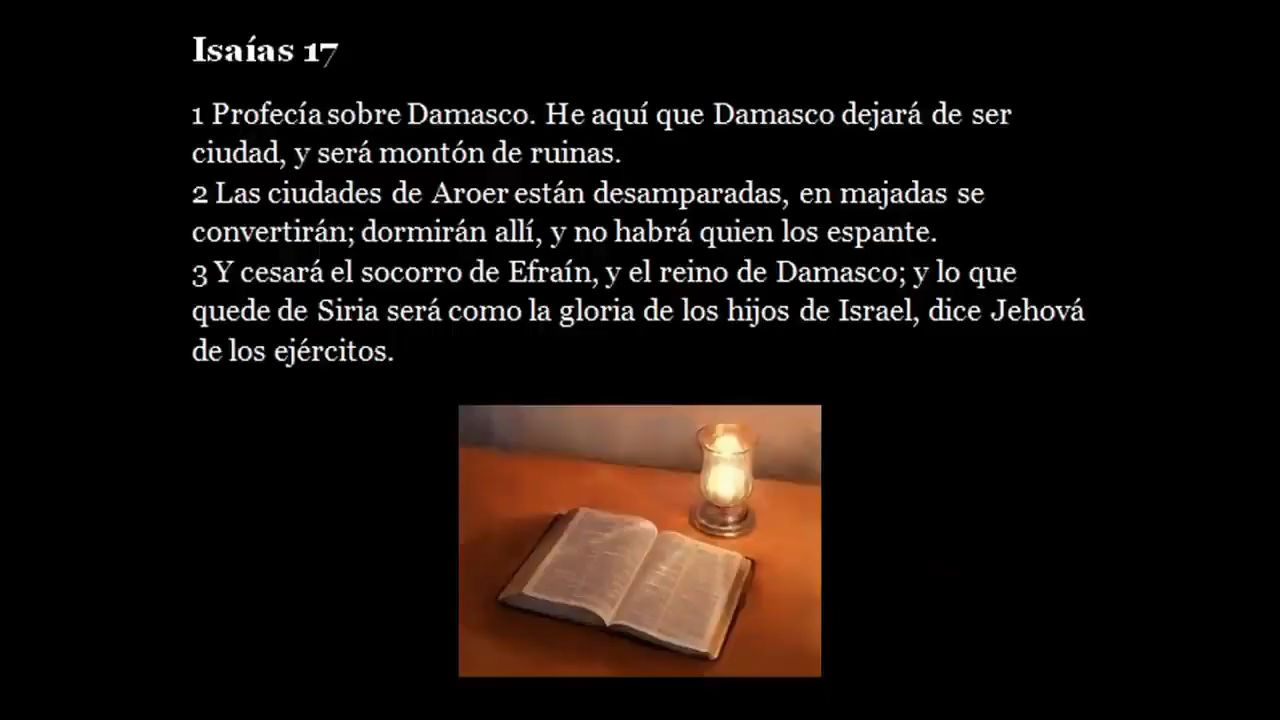 Isaías 17
1 Profecía sobre Damasco. He aquí que Damasco dejará de ser
ciudad, y será montón de ruinas.
2 Las ciudades de Aroer están desamparadas, en majadas se
convertirán; dormirán allí, y no habrá quien los espante.
3 Y cesará el socorro de Efraín, y el reino de Damasco; y lo que
quede de Siria será como la gloria de los hijos de Israel, dice Jehová
de los ejércitos.